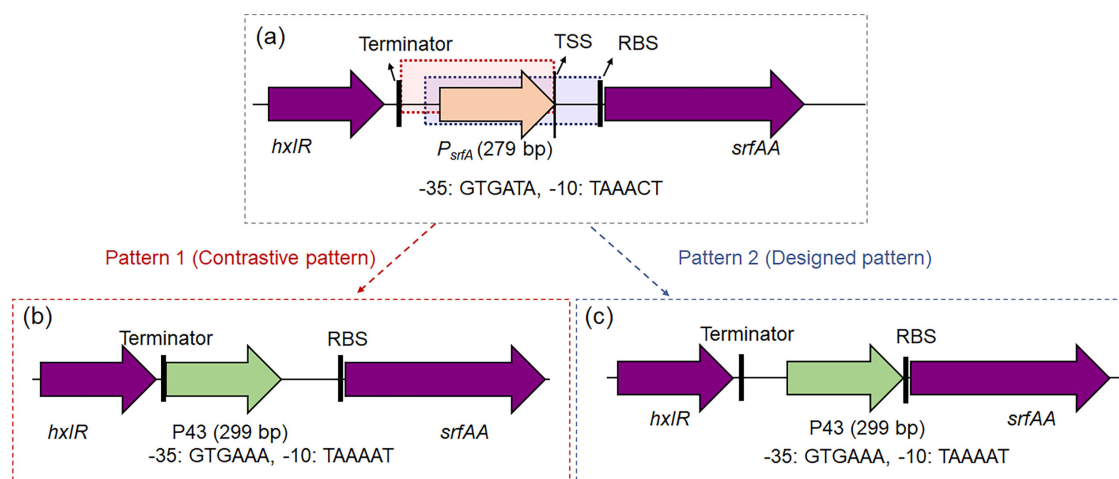 (a)
Terminator
TSS
RBS
hxlR
PsrfA (279 bp)
srfAA
-35: GTGATA, -10: TAAACT
Pattern 1 (Contrastive pattern)
Pattern 2 (Designed pattern)
(b)
Terminator
RBS
hxlR
P43 (299 bp)
srfAA
-35: GTGAAA, -10: TAAAAT
(c)
Terminator
RBS
hxlR
P43 (299 bp)
srfAA
-35: GTGAAA, -10: TAAAAT